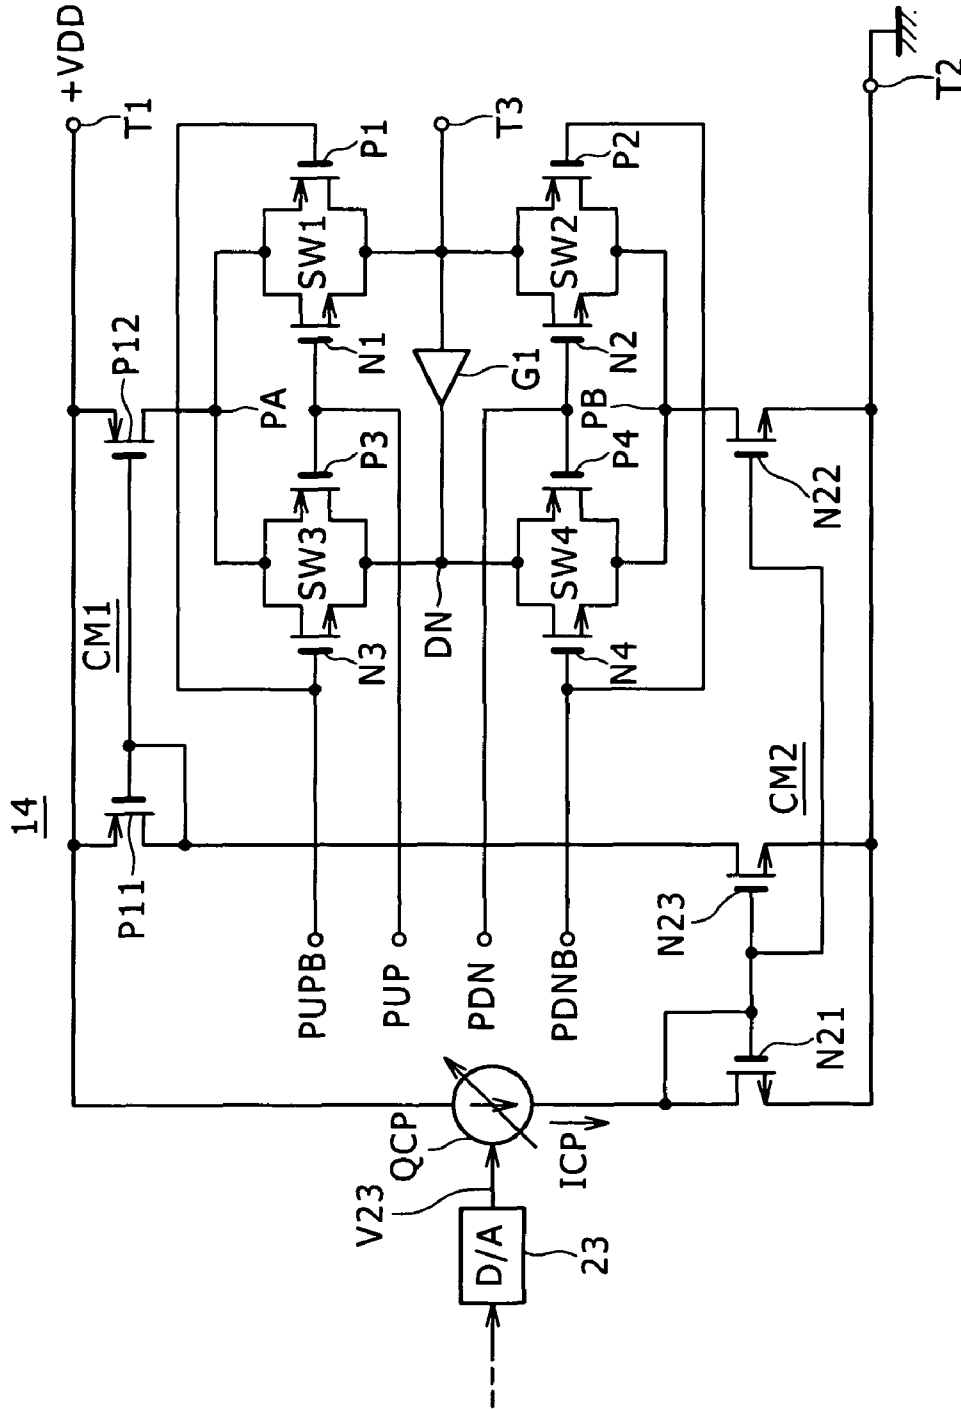 14
+VDD
T1
CM1
P11
P12
PA
SW1
P1
N1
SW3
P3
N3
PUPB
PUP
PDN
PDNB
DN
G1
T3
SW4
P4
N4
PB
SW2
P2
N2
V23
QCP
D/A
23
ICP
N21
N23
CM2
N22
T2